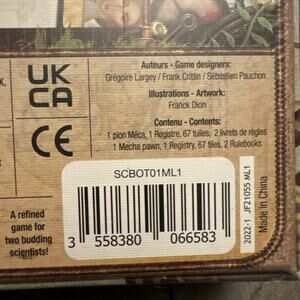 UK
CA
CE
Auteurs - Game designers:
Grégoire Largey / Frank Crittin / Sébastien Pauchon
Illustrations - Artwork:
Franck Dion
Contenu - Contents:
1 pion Méca, 1 Registre, 67 tuiles, 2 livrets de règles
1 Mecha pawn, 1 Registry, 67 tiles, 2 Rulebooks
A refined
game for
two budding
scientists!
SCBOT01ML1
3 558380 066583
2022-1 JF21055 ML1
Made in China